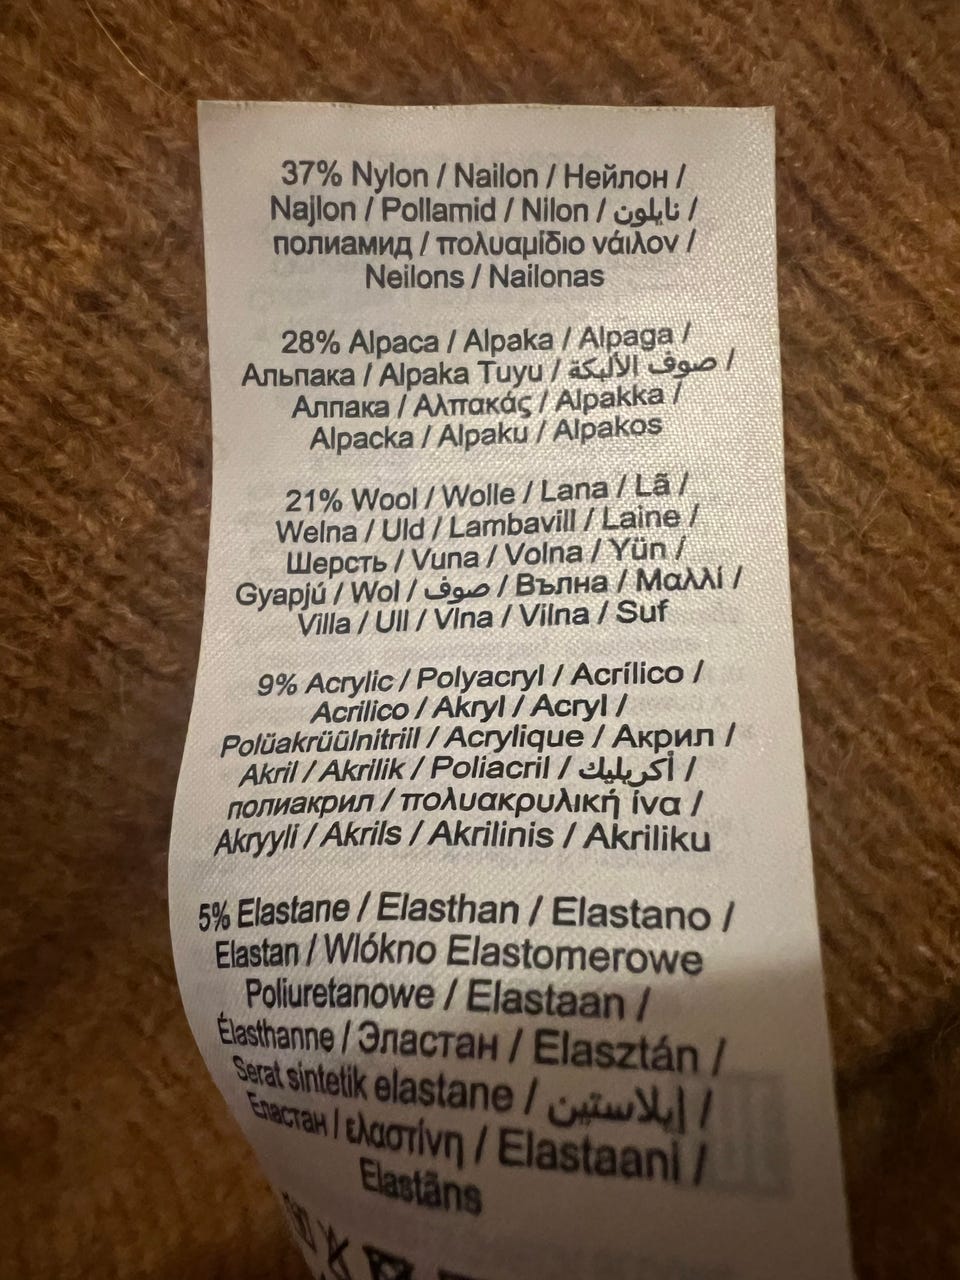 37% Nylon / Nailon / Нейлон /
Najlon / Pollamid / Nilon / نايلون /
полиамид / πολυαμίδιο νάιλον /
Neilons / Nailonas
28% Alpaca / Alpaka / Alpaga /
Альпака / Alpaka Tuyu / صوف الألبكة /
Алпака / Αλπακάς / Alpakka /
Alpacka / Alpaku / Alpakos
21% Wool / Wolle / Lana / Lã /
Welna / Uld / Lambavill / Laine /
Шерсть / Vuna / Volna / Yün /
Gyapjú / Wol / صوف / Вълна / Μαλλί /
Villa / Ull / Vlna / Vilna / Suf
9% Acrylic / Polyacryl / Acrílico /
Acrilico / Akryl / Acryl /
Polüakrüülnitriil / Acrylique / Акрил /
Akril / Akrilik / Poliacril / أكريليك /
полиакрил / πολυακρυλική ίνα /
Akryyli / Akrils / Akrilinis / Akriliku
5% Elastane / Elasthan / Elastano /
Elastan / Wlókno Elastomerowe
Poliuretanowe / Elastaan /
Élasthanne / Эластан / Elasztán /
Serat sintetik elastane / إيلاستين /
Еластан / ελαστίνη / Elastaani /
Elastāns